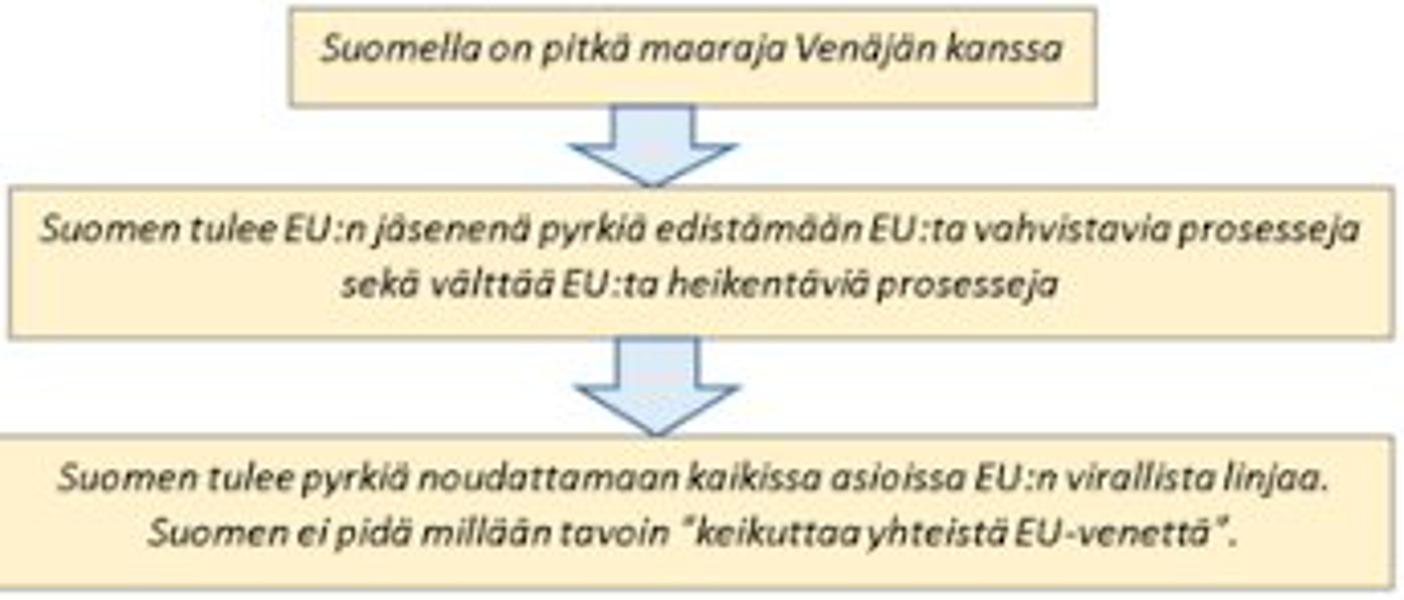 Suomella on pitkä maaraja Venäjän kanssa
Suomen tulee EU:n jäsenenä pyrkiä edistämään EU:ta vahvistavia prosesseja
sekä välttää EU:ta heikentäviä prosesseja
Suomen tulee pyrkiä noudattamaan kaikissa asioissa EU:n virallista linjaa.
Suomen ei pidä millään tavoin "keikuttaa yhteistä EU-venettä".